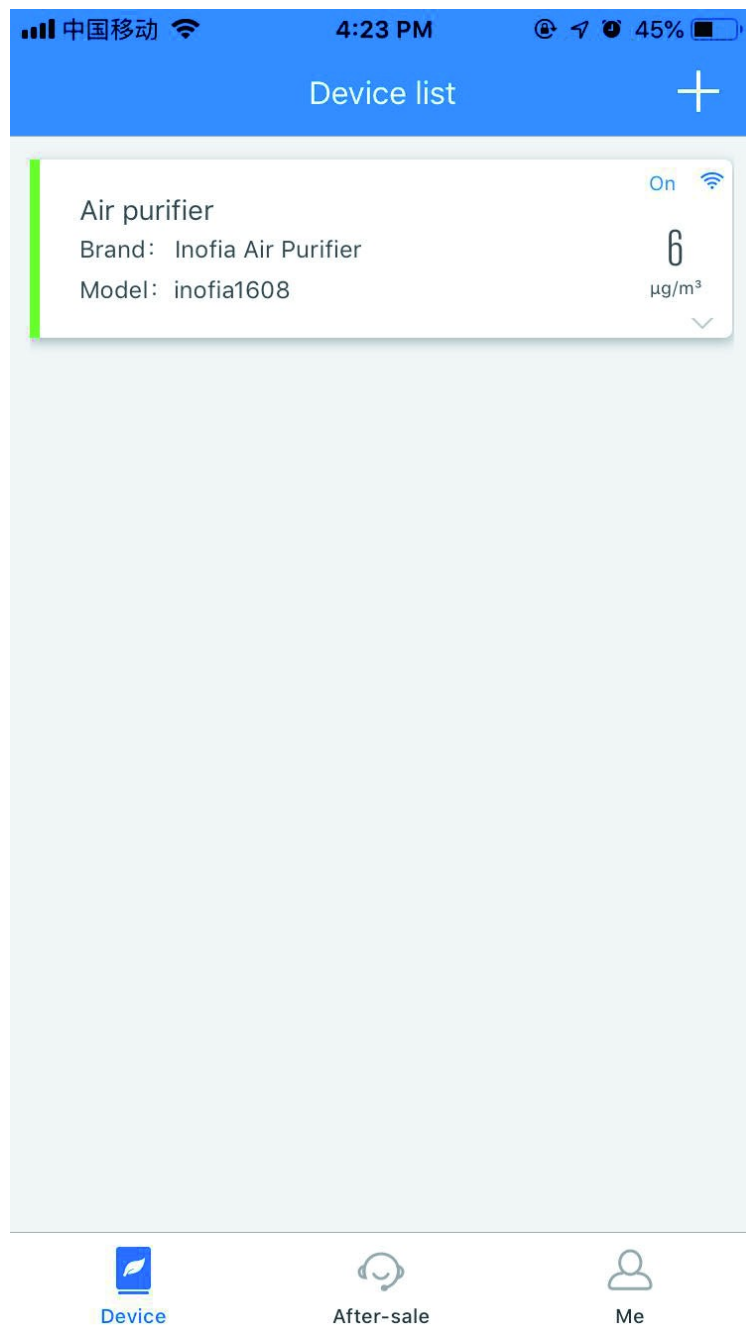 中国移动 4:23 PM 45%
Device list
On
Air purifier
Brand: Inofia Air Purifier
6
Model: inofia1608
µg/m³
Device After-sale Me